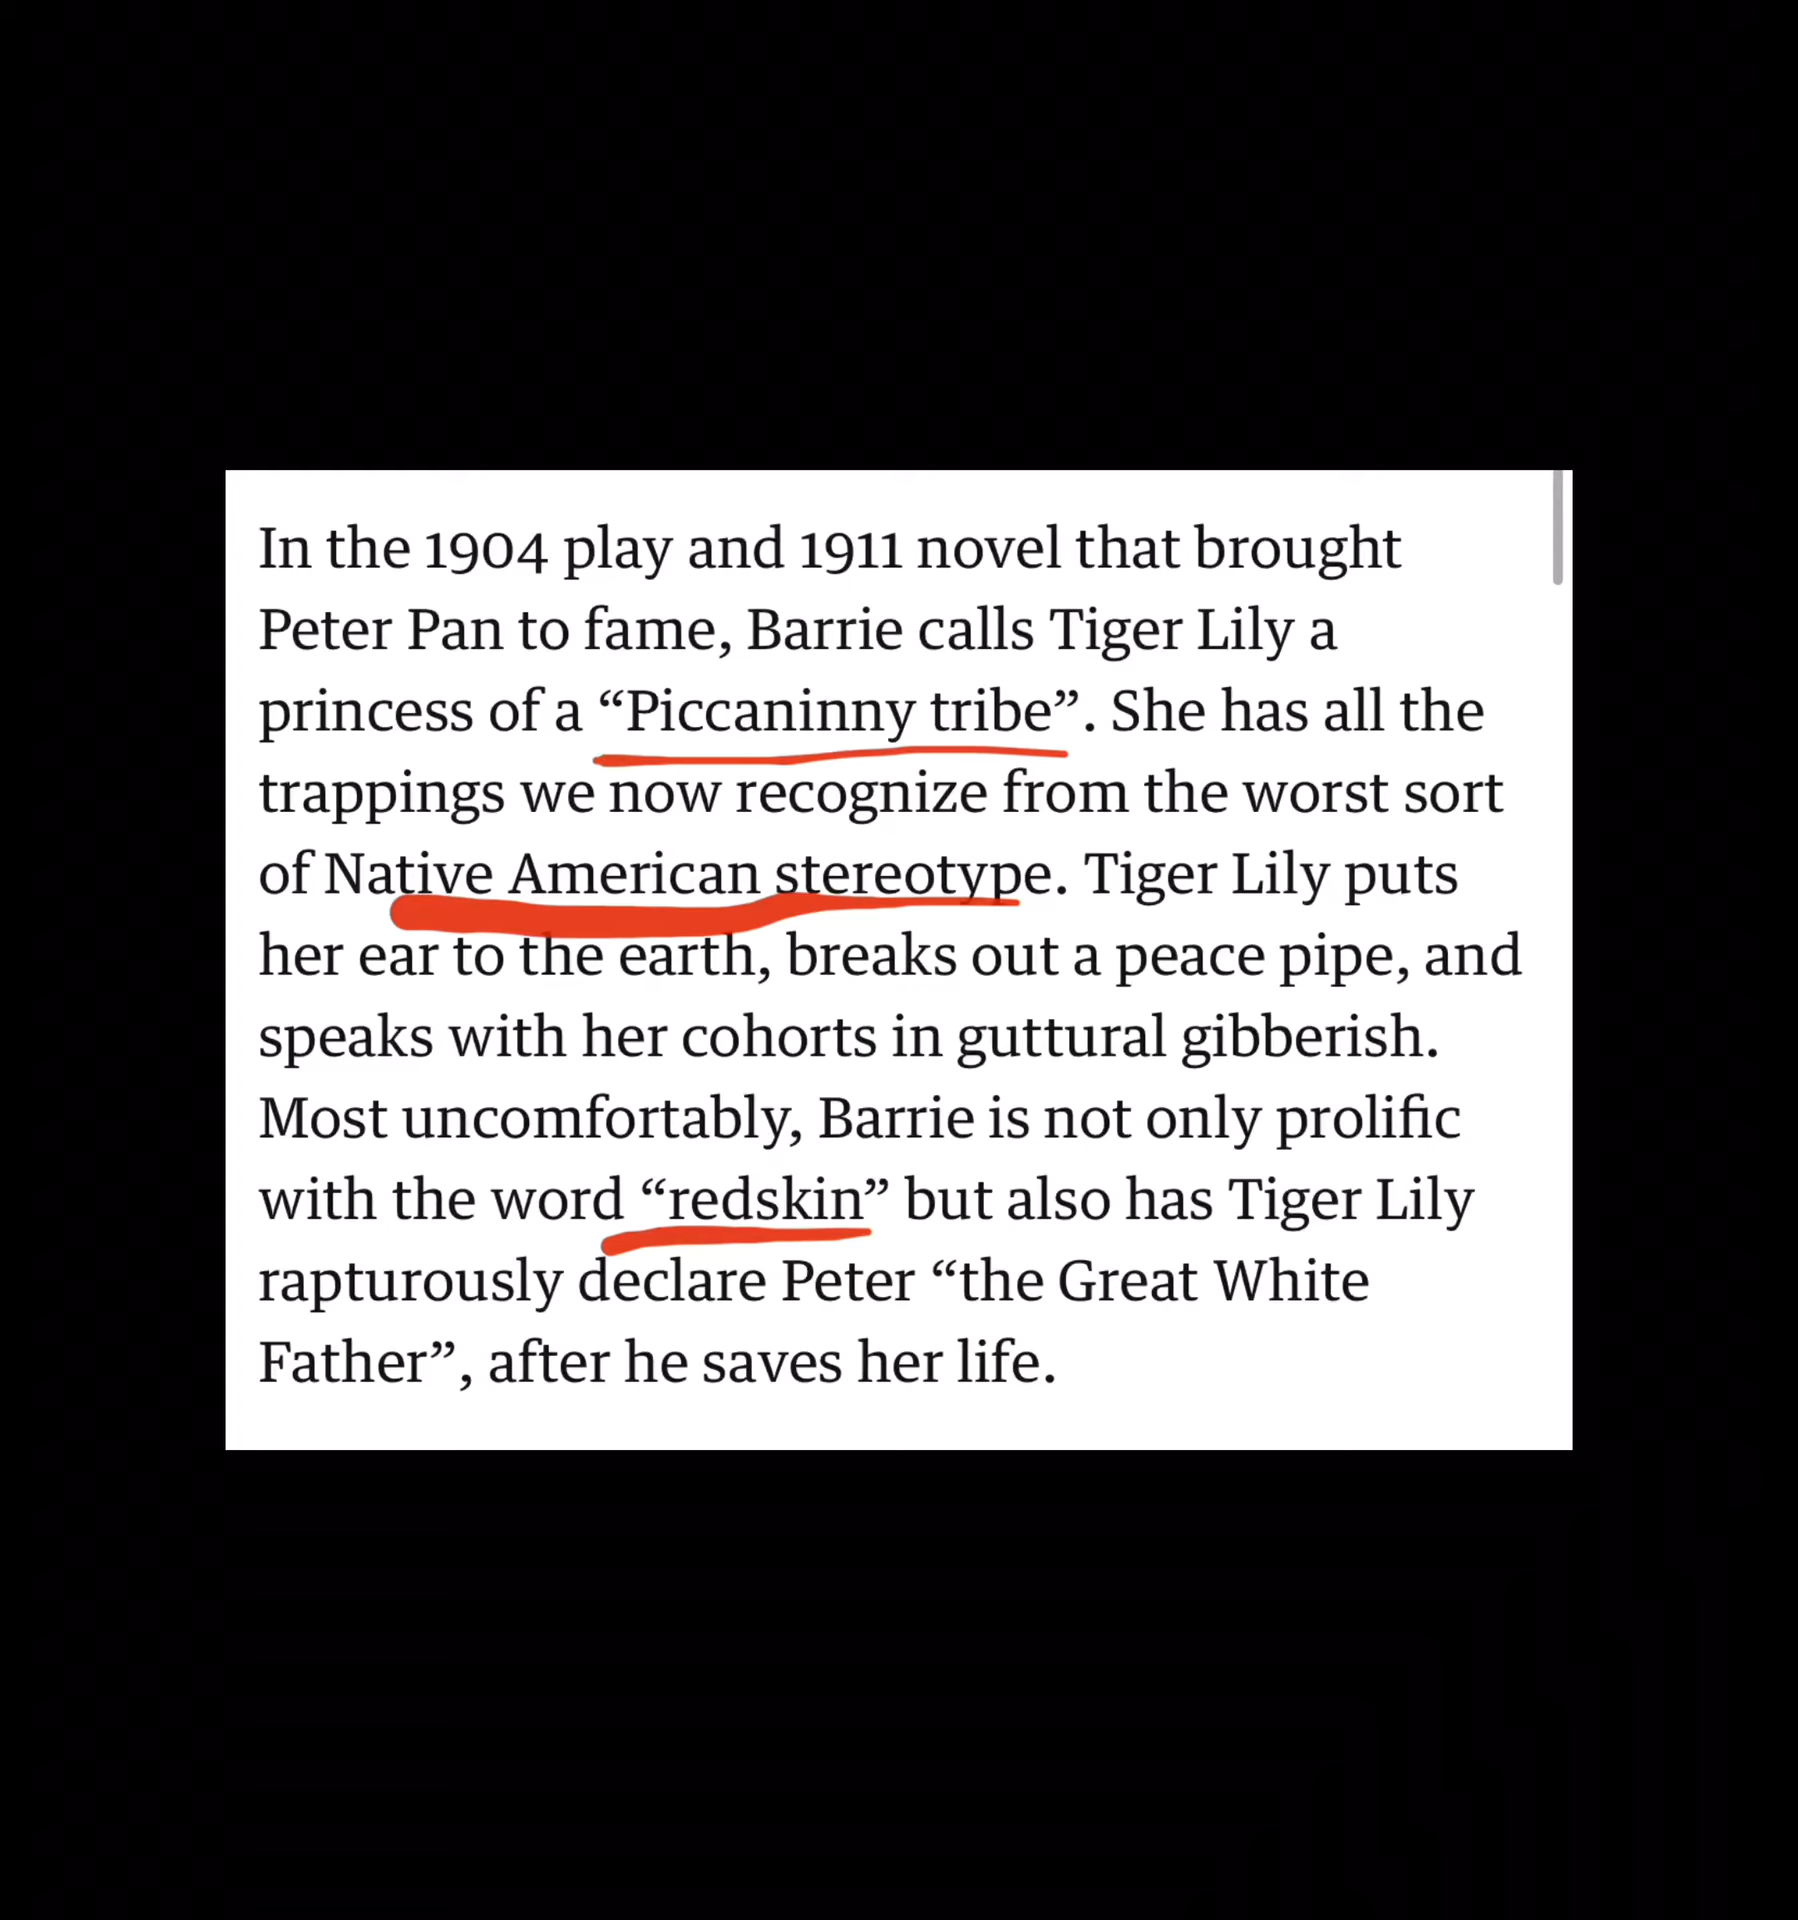 In the 1904 play and 1911 novel that brought
Peter Pan to fame, Barrie calls Tiger Lily a
princess of a “Piccaninny tribe”. She has all the
trappings we now recognize from the worst sort
of Native American stereotype. Tiger Lily puts
her ear to the earth, breaks out a peace pipe, and
speaks with her cohorts in guttural gibberish.
Most uncomfortably, Barrie is not only prolific
with the word “redskin” but also has Tiger Lily
rapturously declare Peter “the Great White
Father”, after he saves her life.